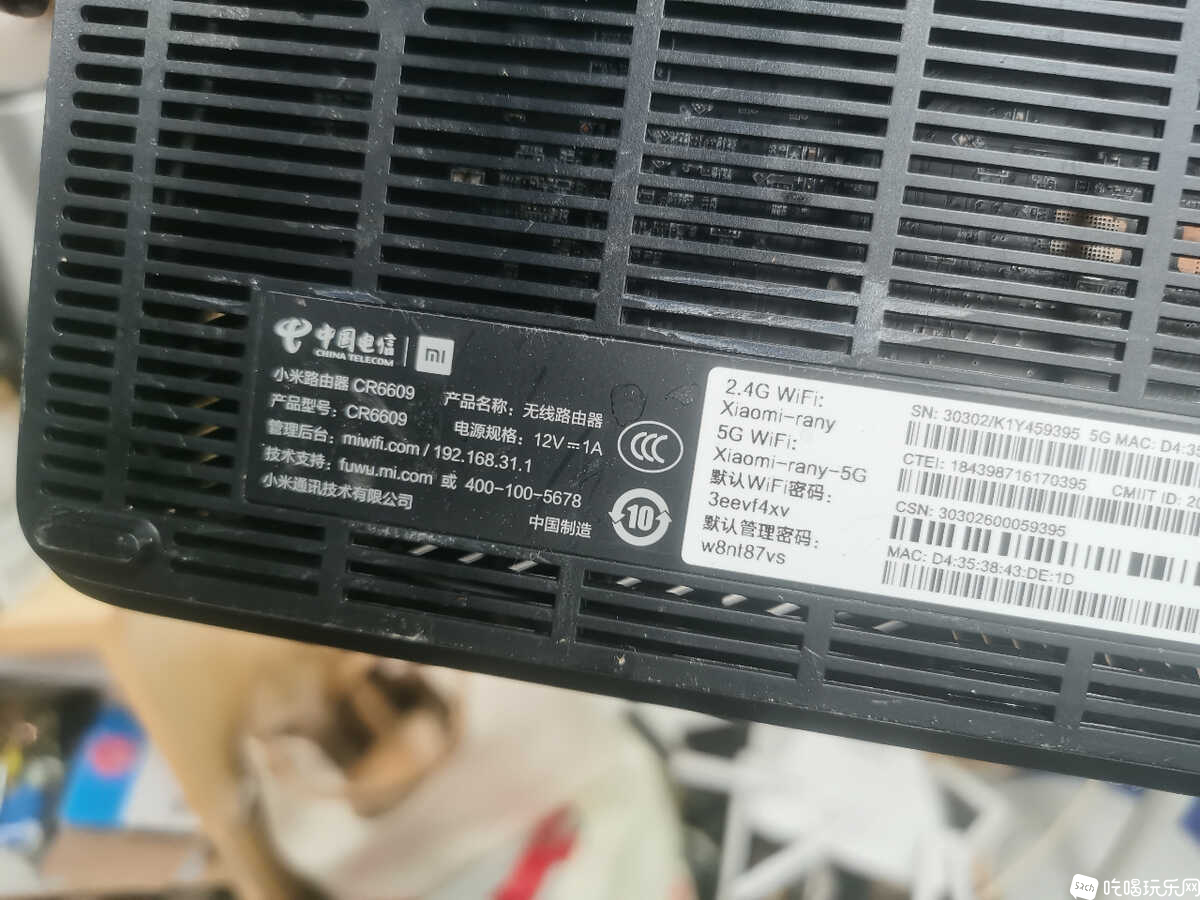 中国电信
CHINA TELECOM
mi
小米路由器 CR6609
产品型号：CR6609
产品名称：无线路由器
电源规格：12V⎓1A
管理后台：miwifi.com / 192.168.31.1
技术支持：fuwu.mi.com 或 400-100-5678
小米通讯技术有限公司
中国制造
CCC
10
2.4G WiFi:
Xiaomi-rany
5G WiFi:
Xiaomi-rany-5G
默认WiFi密码：
3eevf4xv
默认管理密码：
w8nt87vs
SN: 30302/K1Y459395 5G MAC: D4:35
CTEI: 184398716170395 CMIIT ID: 2
CSN: 30302600059395
MAC: D4:35:38:43:DE:1D
sach 吃喝玩乐网